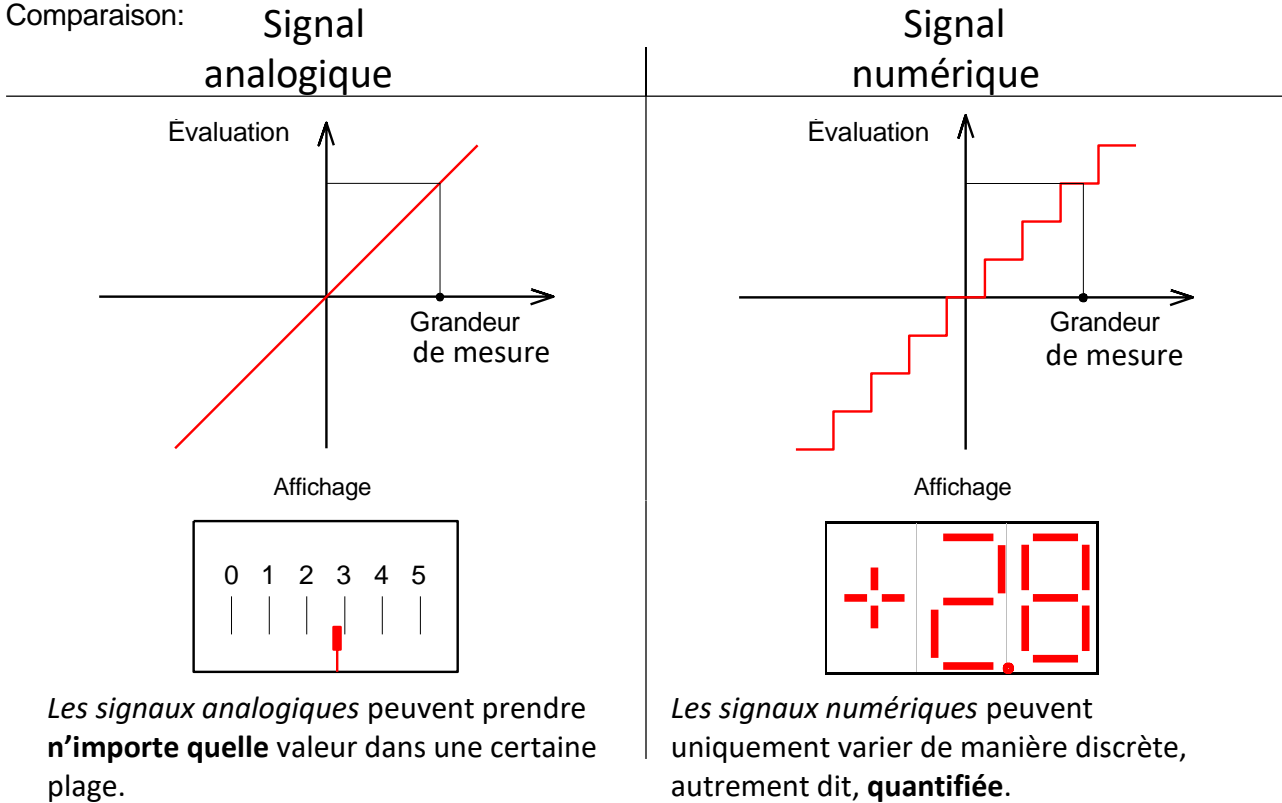 Comparaison:
Signal
analogique
Signal
numérique
Évaluation
Grandeur
de mesure
Affichage
0 1 2 3 4 5
Les signaux analogiques peuvent prendre
n’importe quelle valeur dans une certaine
plage.
Évaluation
Grandeur
de mesure
Affichage
+2.8
Les signaux numériques peuvent
uniquement varier de manière discrète,
autrement dit, quantifiée.